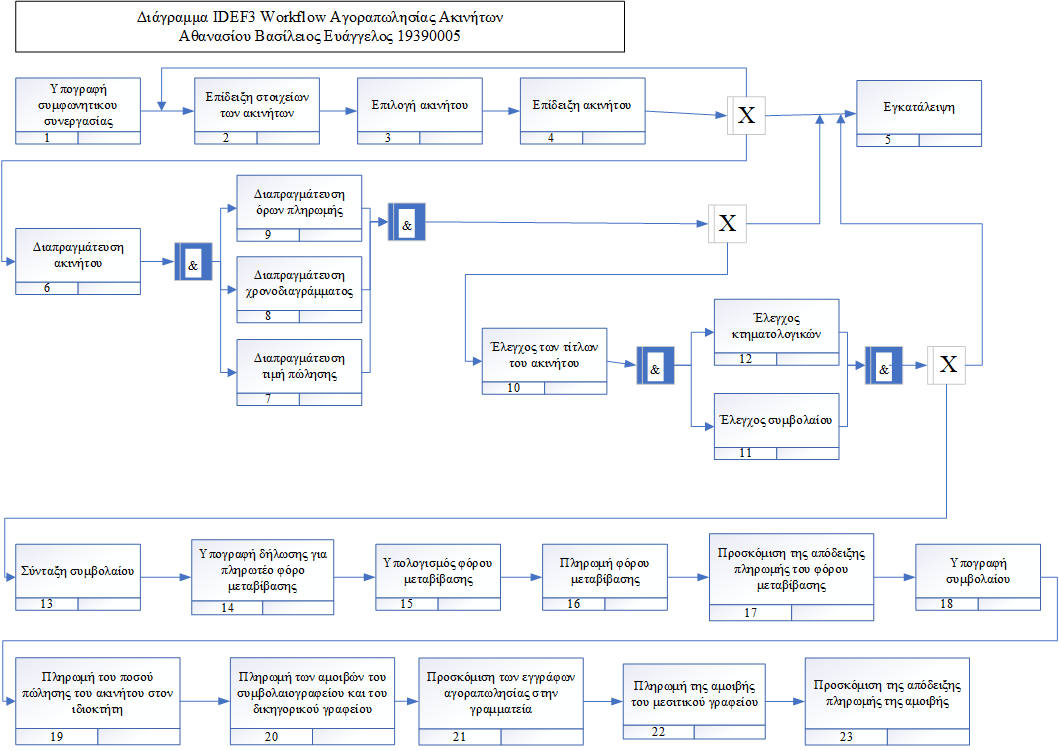 Διάγραμμα IDEF3 Workflow Αγοραπωλησίας Ακινήτων
Αθανασίου Βασίλειος Ευάγγελος 19390005
Υπογραφή
συμφωνητικου
συνεργασίας
1
Επίδειξη στοιχείων
των ακινήτων
2
Επιλογή ακινήτου
3
Επίδειξη ακινήτου
4
X
Εγκατάλειψη
5
Διαπραγμάτευση
ακινήτου
6
&
Διαπραγμάτευση
όρων πληρωμής
9
Διαπραγμάτευση
χρονοδιαγράμματος
8
Διαπραγμάτευση
τιμή πώλησης
7
&
X
Έλεγχος των τίτλων
του ακινήτου
10
&
Έλεγχος
κτηματολογικών
12
Έλεγχος συμβολαίου
11
&
X
Σύνταξη συμβολαίου
13
Υπογραφή δήλωσης για
πληρωτέο φόρο
μεταβίβασης
14
Υπολογισμός φόρου
μεταβίβασης
15
Πληρωμή φόρου
μεταβίβασης
16
Προσκόμιση της απόδειξης
πληρωμής του φόρου
μεταβίβασης
17
Υπογραφή
συμβολαίου
18
Πληρωμή του ποσού
πώλησης του ακινήτου στον
ιδιοκτήτη
19
Πληρωμή των αμοιβών του
συμβολαιογραφείου και του
δικηγορικού γραφείου
20
Προσκόμιση των εγγράφων
αγοραπωλησίας στην
γραμματεία
21
Πληρωμή της αμοιβής
του μεσιτικού γραφείου
22
Προσκόμιση της απόδειξης
πληρωμής της αμοιβής
23